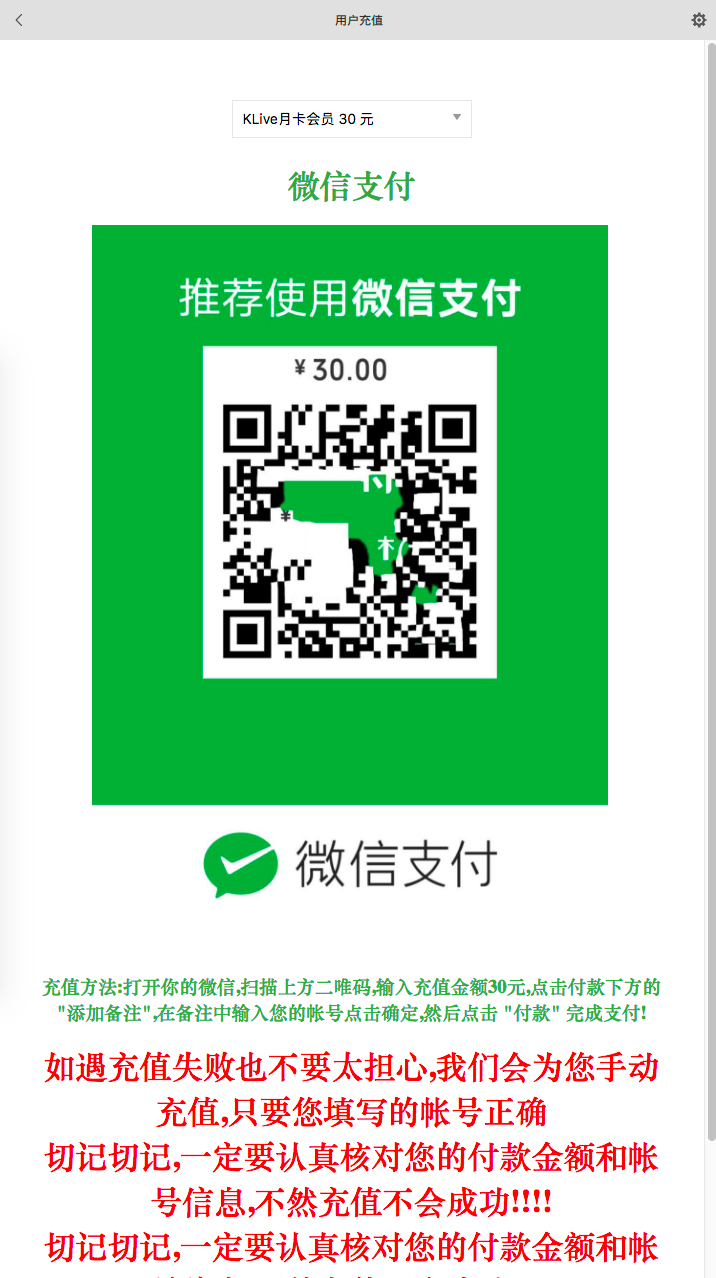 用户充值
KLive月卡会员 30 元
微信支付
推荐使用微信支付
¥30.00
付
¥
微信支付
充值方法:打开你的微信,扫描上方二唯码,输入充值金额30元,点击付款下方的
"添加备注",在备注中输入您的帐号点击确定,然后点击 "付款" 完成支付!
如遇充值失败也不要太担心,我们会为您手动
充值,只要您填写的帐号正确
切记切记,一定要认真核对您的付款金额和帐
号信息,不然充值不会成功!!!!
切记切记,一定要认真核对您的付款金额和帐